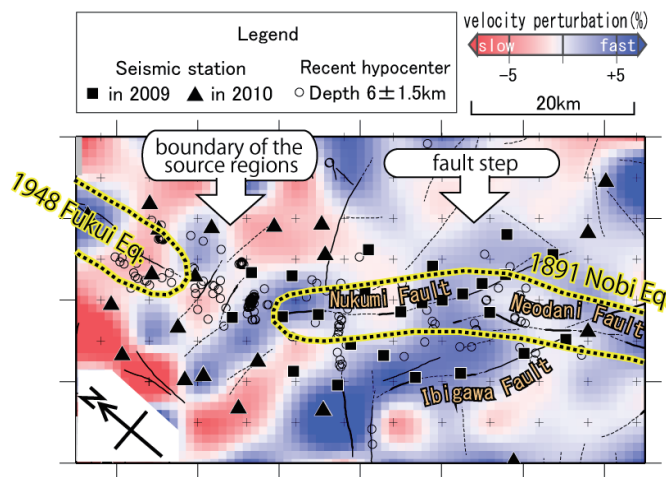 velocity perturbation(%)
slow
fast
−5
+5
20km
Legend
Seismic station
Recent hypocenter
■ in 2009 ▲ in 2010 ○ Depth 6±1.5km
boundary of the
source regions
fault step
1948 Fukui Eq.
1891 Nobi Eq.
Nukumi Fault
Neodani Fault
Ibigawa Fault
N